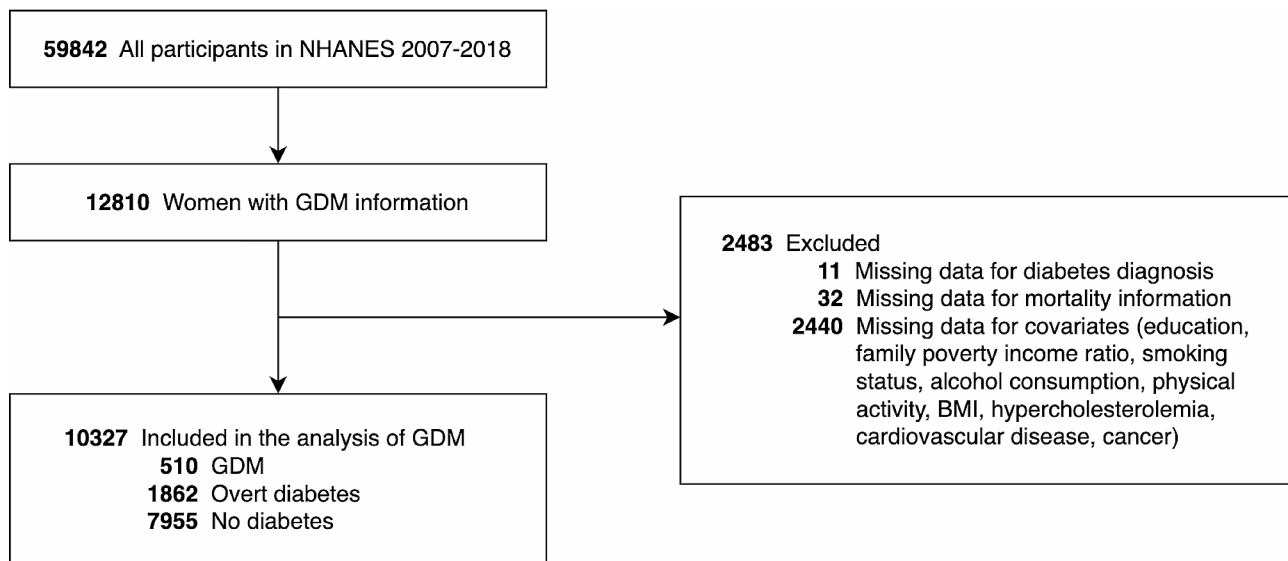 59842 All participants in NHANES 2007-2018
12810 Women with GDM information
2483 Excluded
11 Missing data for diabetes diagnosis
32 Missing data for mortality information
2440 Missing data for covariates (education,
family poverty income ratio, smoking
status, alcohol consumption, physical
activity, BMI, hypercholesterolemia,
cardiovascular disease, cancer)
10327 Included in the analysis of GDM
510 GDM
1862 Overt diabetes
7955 No diabetes